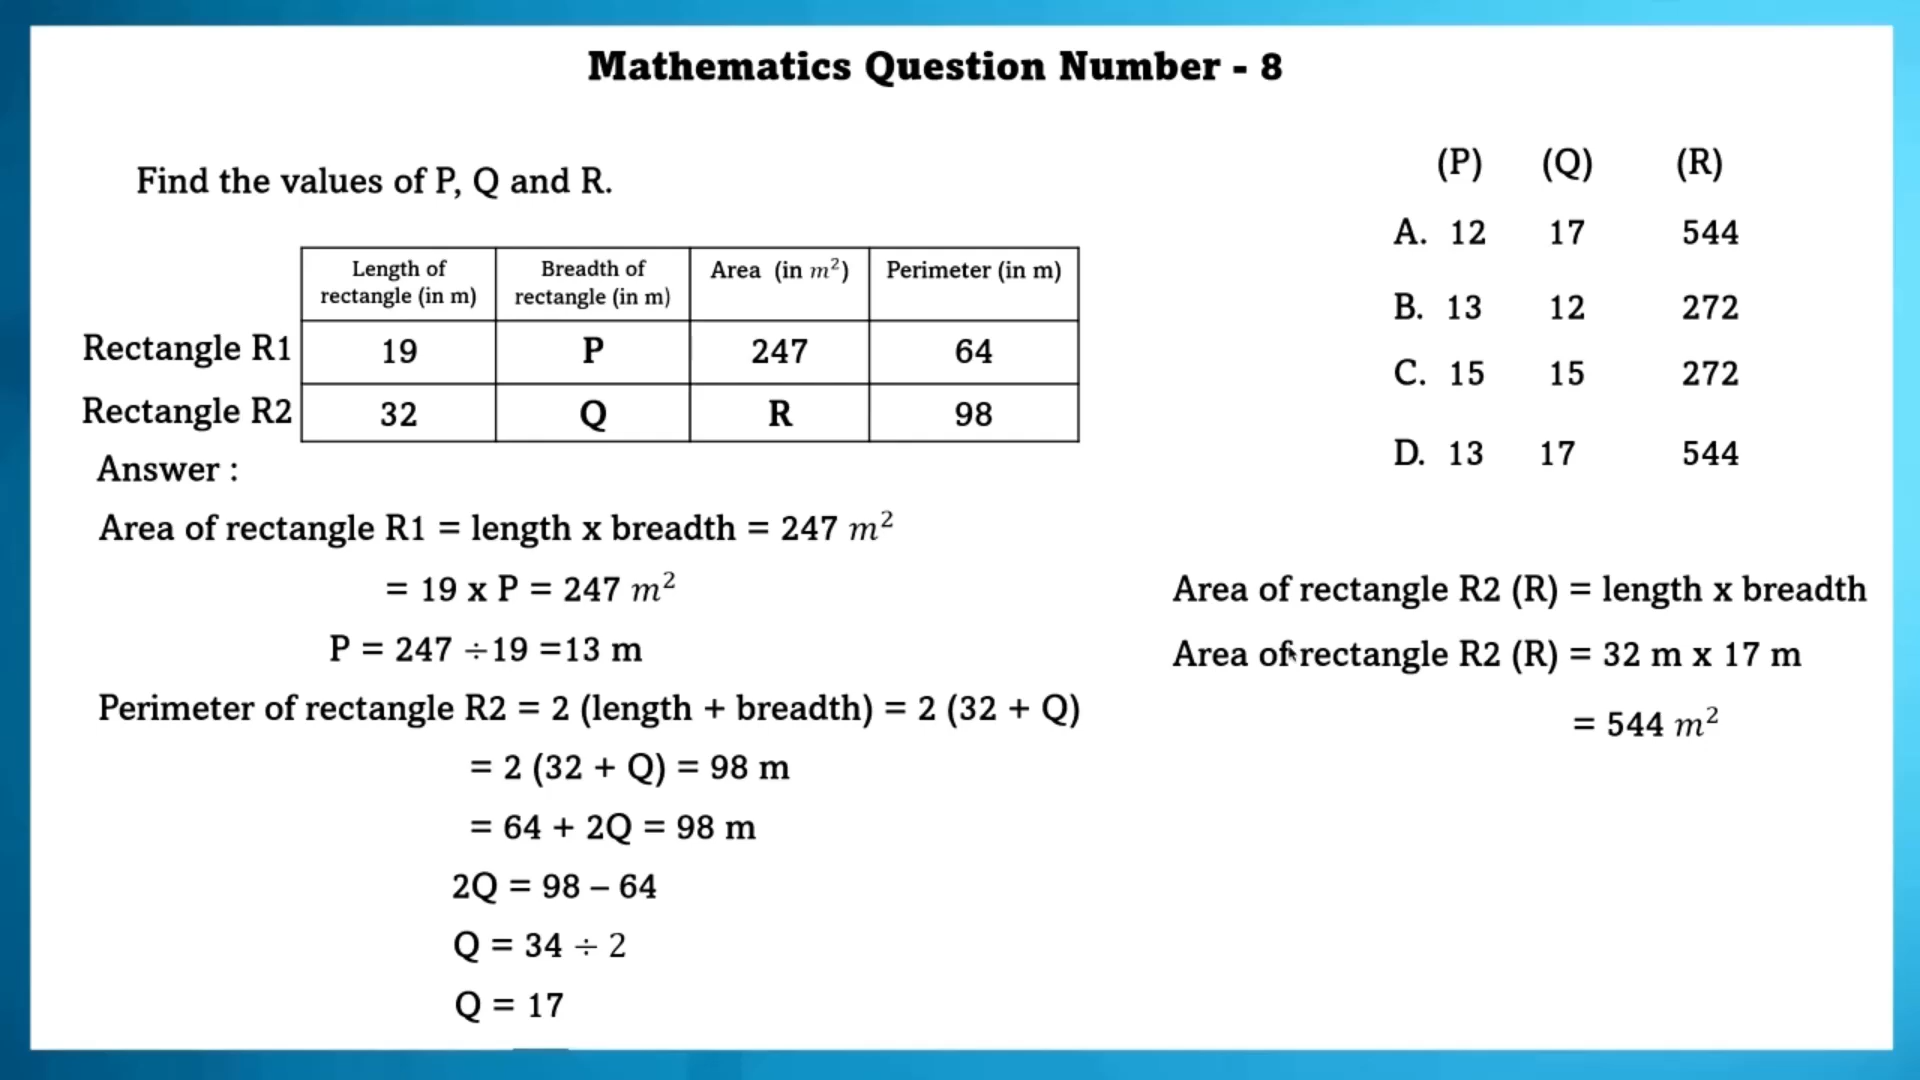 Mathematics Question Number - 8
Find the values of P, Q and R.
Length of rectangle (in m) Breadth of rectangle (in m) Area (in m²) Perimeter (in m)
Rectangle R1 19 P 247 64
Rectangle R2 32 Q R 98
(P) (Q) (R)
A. 12 17 544
B. 13 12 272
C. 15 15 272
D. 13 17 544
Answer :
Area of rectangle R1 = length x breadth = 247 m²
= 19 x P = 247 m²
P = 247 ÷19 =13 m
Perimeter of rectangle R2 = 2 (length + breadth) = 2 (32 + Q)
= 2 (32 + Q) = 98 m
= 64 + 2Q = 98 m
2Q = 98 – 64
Q = 34 ÷ 2
Q = 17
Area of rectangle R2 (R) = length x breadth
Area of rectangle R2 (R) = 32 m x 17 m
= 544 m²